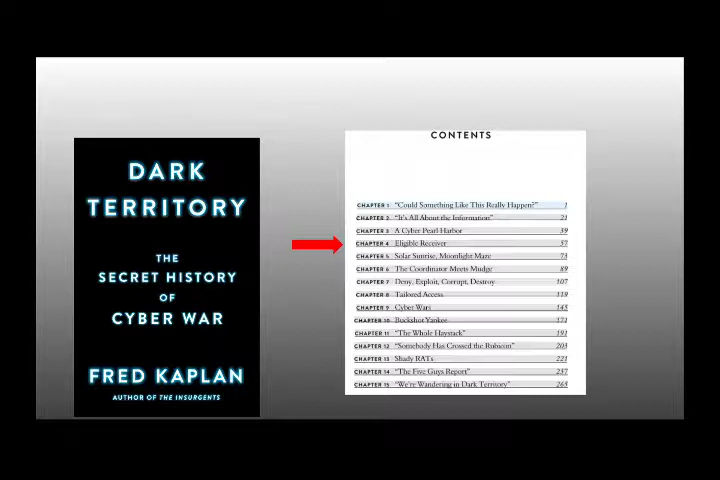 DARK
TERRITORY
THE
SECRET HISTORY
OF
CYBER WAR
FRED KAPLAN
AUTHOR OF THE INSURGENTS
CONTENTS
CHAPTER 1 “Could Something Like This Really Happen?” 1
CHAPTER 2 “It's All About the Information” 21
CHAPTER 3 A Cyber Pearl Harbor 39
CHAPTER 4 Eligible Receiver 57
CHAPTER 5 Solar Sunrise, Moonlight Maze 73
CHAPTER 6 The Coordinator Meets Mudge 89
CHAPTER 7 Deny, Exploit, Corrupt, Destroy 107
CHAPTER 8 Tailored Access 119
CHAPTER 9 Cyber Wars 145
CHAPTER 10 Buckshot Yankee 171
CHAPTER 11 “The Whole Haystack” 191
CHAPTER 12 “Somebody Has Crossed the Rubicon” 203
CHAPTER 13 Shady RATs 221
CHAPTER 14 “The Five Guys Report” 237
CHAPTER 15 “We're Wandering in Dark Territory” 265